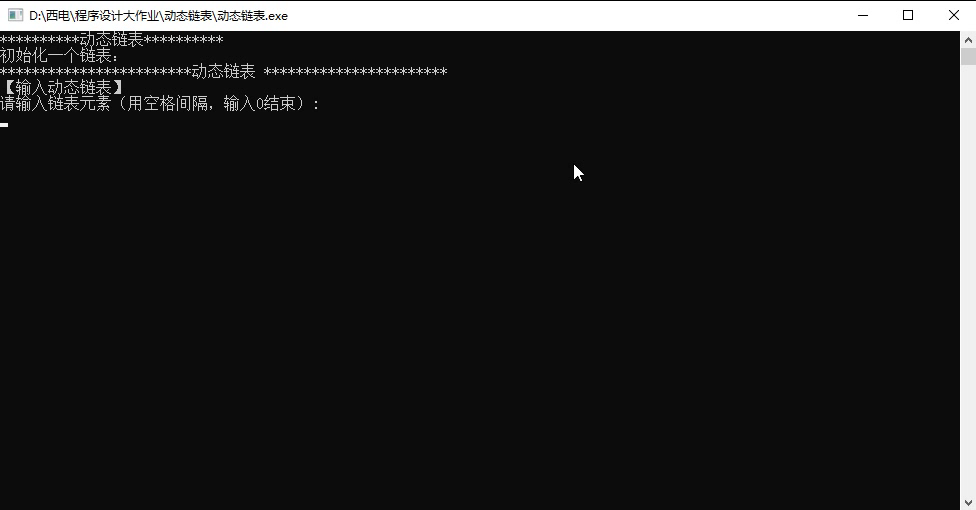 D:\西电\程序设计大作业\动态链表\动态链表.exe
**********动态链表**********
初始化一个链表：
************************动态链表 ***********************
【输入动态链表】
请输入链表元素（用空格间隔，输入0结束）: